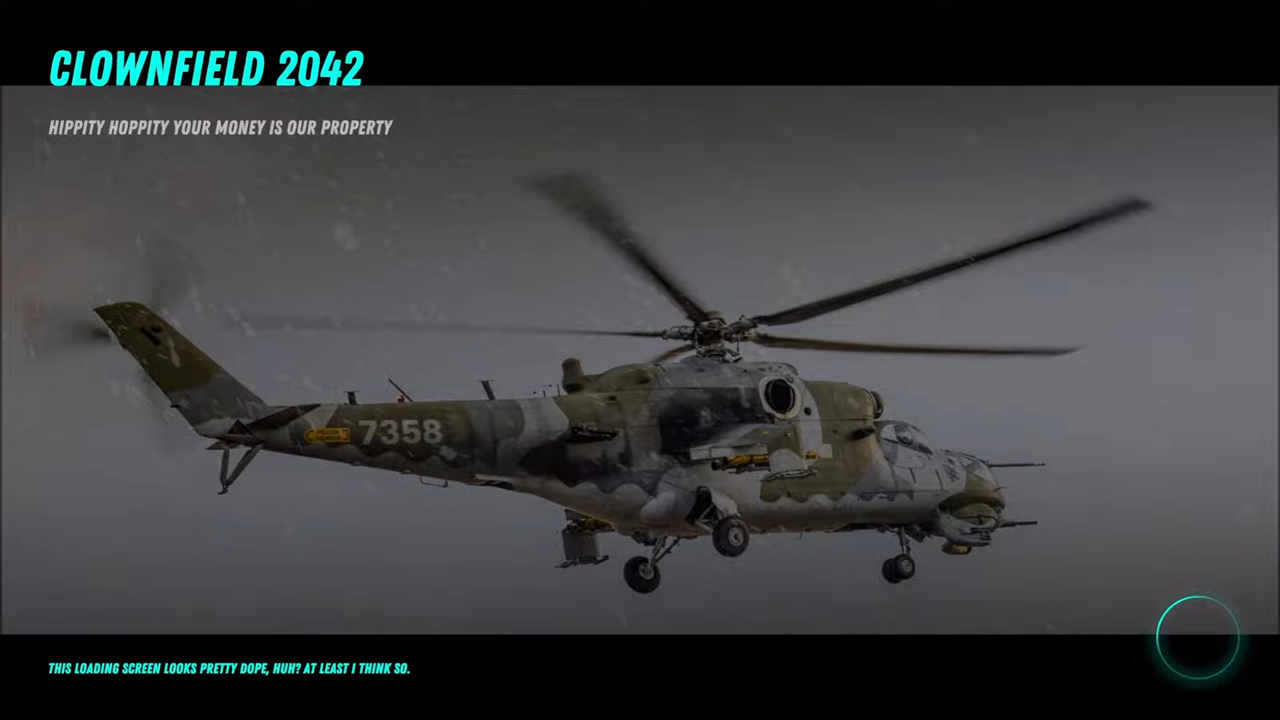 CLOWNFIELD 2042
HIPPITY HOPPITY YOUR MONEY IS OUR PROPERTY
7358
THIS LOADING SCREEN LOOKS PRETTY DOPE, HUH? AT LEAST I THINK SO.